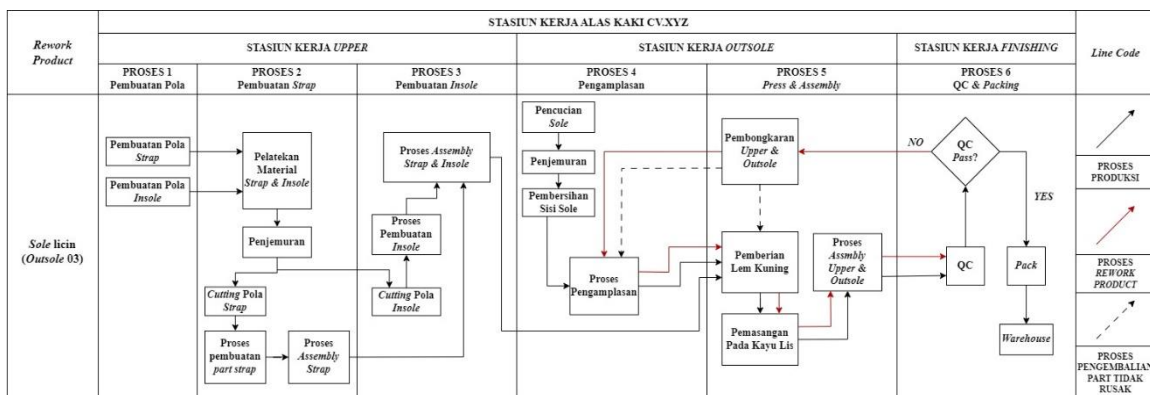 STASIUN KERJA ALAS KAKI CV.XYZ
Rework
Product
STASIUN KERJA UPPER
STASIUN KERJA OUTSOLE
STASIUN KERJA FINISHING
Line Code
PROSES 1
Pembuatan Pola
PROSES 2
Pembuatan Strap
PROSES 3
Pembuatan Insole
PROSES 4
Pengamplasan
PROSES 5
Press & Assembly
PROSES 6
QC & Packing
Sole licin
(Outsole 03)
Pembuatan Pola
Strap
Pembuatan Pola
Insole
Pelatekan
Material
Strap & Insole
Penjemuran
Cutting Pola
Strap
Proses
pembuatan
part strap
Proses
Assembly
Strap
Proses Assembly
Strap & Insole
Proses
Pembuatan
Insole
Cutting Pola
Insole
Pencucian
Sole
Penjemuran
Pembersihan
Sisi Sole
Proses
Pengamplasan
Pembongkaran
Upper &
Outsole
Pemberian
Lem Kuning
Pemasangan
Pada Kayu Lis
Proses
Assmbly
Upper &
Outsole
NO
QC
Pass?
YES
QC
Pack
Warehouse
PROSES
PRODUKSI
PROSES
REWORK
PRODUCT
PROSES
PENGEMBALIAN
PART TIDAK
RUSAK